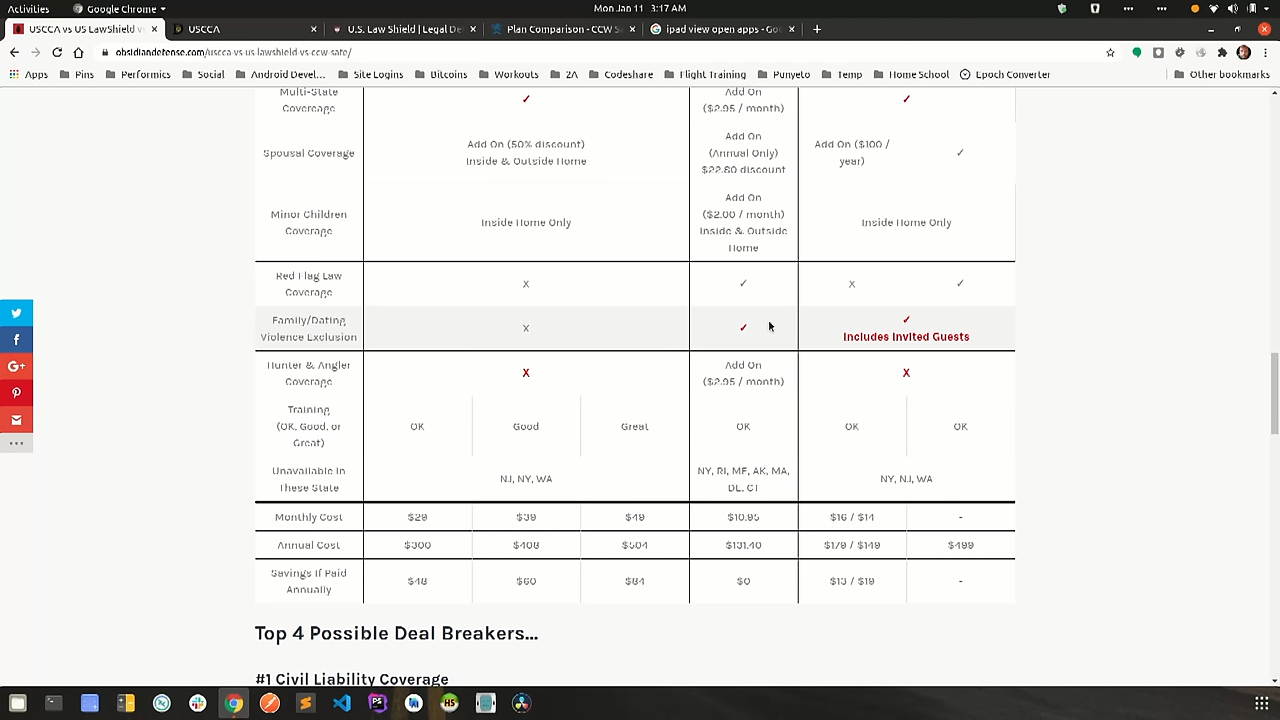 Activities
Google Chrome
Mon Jan 11 3:17 AM
USCCA vs US LawShield v
USCCA
U.S. Law Shield | Legal De
Plan Comparison - CCW Sa
ipad view open apps - Goo
obsidiandefense.com/uscca-vs-us-lawshield-vs-ccw-safe/
Apps
Pins
Performics
Social
Android Devel…
Site Logins
Bitcoins
Workouts
2A
Codeshare
Flight Training
Punyeto
Temp
Home School
Epoch Converter
Other bookmarks
Multi-State Covereage
✓
Add On ($2.95 / month)
✓
Spousal Coverage
Add On (50% discount)
Inside & Outside Home
Add On (Annual Only) $22.80 discount
Add On ($100 / year)
✓
Minor Children Coverage
Inside Home Only
Add On ($2.00 / month) Inside & Outside Home
Inside Home Only
Red Flag Law Coverage
X
✓
X
✓
Family/Dating Violence Exclusion
X
✓
✓
Includes Invited Guests
Hunter & Angler Coverage
X
Add On ($2.95 / month)
X
Training (OK, Good, or Great)
OK
Good
Great
OK
OK
OK
Unavailable In These State
NJ, NY, WA
NY, RI, ME, AK, MA, DE, CT
NY, NJ, WA
Monthly Cost
$29
$39
$49
$10.95
$16 / $14
-
Annual Cost
$300
$408
$504
$131.40
$179 / $149
$499
Savings If Paid Annually
$48
$60
$84
$0
$13 / $19
-
Top 4 Possible Deal Breakers…
#1 Civil Liability Coverage